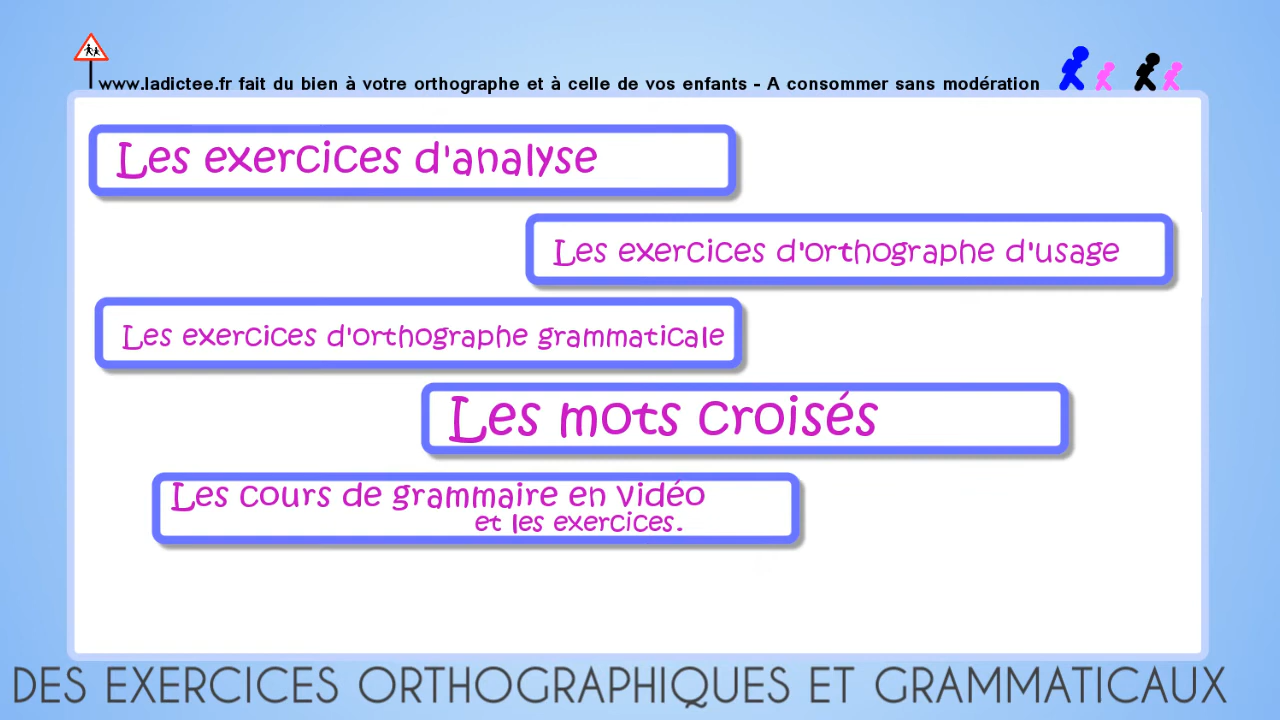 www.ladictee.fr fait du bien à votre orthographe et à celle de vos enfants - A consommer sans modération
Les exercices d'analyse
Les exercices d'orthographe d'usage
Les exercices d'orthographe grammaticale
Les mots croisés
Les cours de grammaire en vidéo
et les exercices.
DES EXERCICES ORTHOGRAPHIQUES ET GRAMMATICAUX